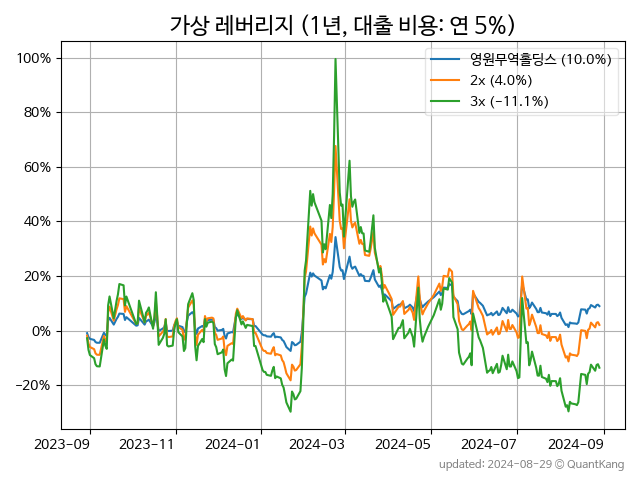 가상 레버리지 (1년, 대출 비용: 연 5%)
영원무역홀딩스 (10.0%)
2x (4.0%)
3x (−11.1%)
100%
80%
60%
40%
20%
0%
−20%
2023-09
2023-11
2024-01
2024-03
2024-05
2024-07
2024-09
updated: 2024-08-29 © QuantKang